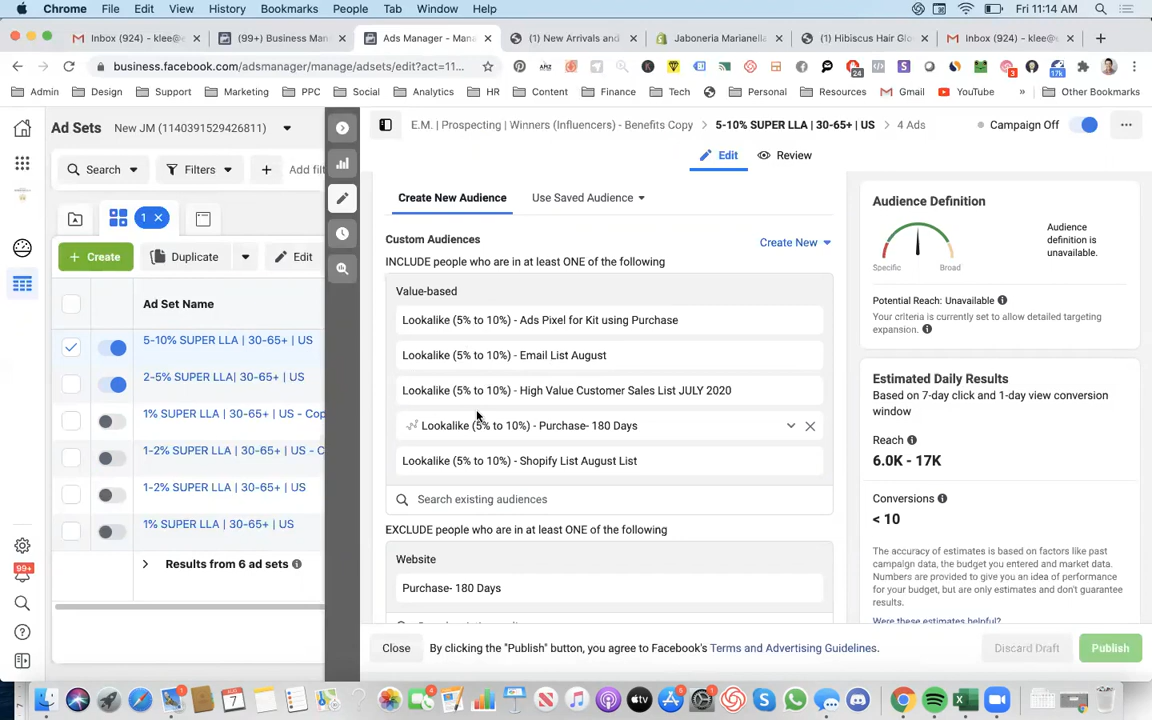 Chrome File Edit View History Bookmarks People Tab Window Help Fri 11:14 AM
Inbox (924) - klee@e (99+) Business Man Ads Manager - Mana (1) New Arrivals and Jaboneria Marianella (1) Hibiscus Hair Glo Inbox (924) - klee@e
business.facebook.com/adsmanager/manage/adsets/edit?act=11...
24 3 17k
Admin Design Support Marketing PPC Social Analytics HR Content Finance Tech Personal Resources Gmail YouTube » Other Bookmarks
Ad Sets New JM (1140391529426811)
Search Filters Add filt
1
Create Duplicate Edit
Ad Set Name
5-10% SUPER LLA | 30-65+ | US
2-5% SUPER LLA| 30-65+ | US
1% SUPER LLA | 30-65+ | US - Cop
1-2% SUPER LLA | 30-65+ | US - C
1-2% SUPER LLA | 30-65+ | US
1% SUPER LLA | 30-65+ | US
Results from 6 ad sets
99+
E.M. | Prospecting | Winners (Influencers) - Benefits Copy 5-10% SUPER LLA | 30-65+ | US 4 Ads Campaign Off
Edit Review
Create New Audience Use Saved Audience
Custom Audiences Create New
INCLUDE people who are in at least ONE of the following
Value-based
Lookalike (5% to 10%) - Ads Pixel for Kit using Purchase
Lookalike (5% to 10%) - Email List August
Lookalike (5% to 10%) - High Value Customer Sales List JULY 2020
Lookalike (5% to 10%) - Purchase- 180 Days
Lookalike (5% to 10%) - Shopify List August List
Search existing audiences
EXCLUDE people who are in at least ONE of the following
Website
Purchase- 180 Days
Audience Definition
Specific Broad
Audience
definition is
unavailable.
Potential Reach: Unavailable
Your criteria is currently set to allow detailed targeting
expansion.
Estimated Daily Results
Based on 7-day click and 1-day view conversion
window
Reach
6.0K - 17K
Conversions
< 10
The accuracy of estimates is based on factors like past
campaign data, the budget you entered and market data.
Numbers are provided to give you an idea of performance
for your budget, but are only estimates and don't guarantee
results.
Were these estimates helpful?
Close By clicking the "Publish" button, you agree to Facebook's Terms and Advertising Guidelines. Discard Draft Publish